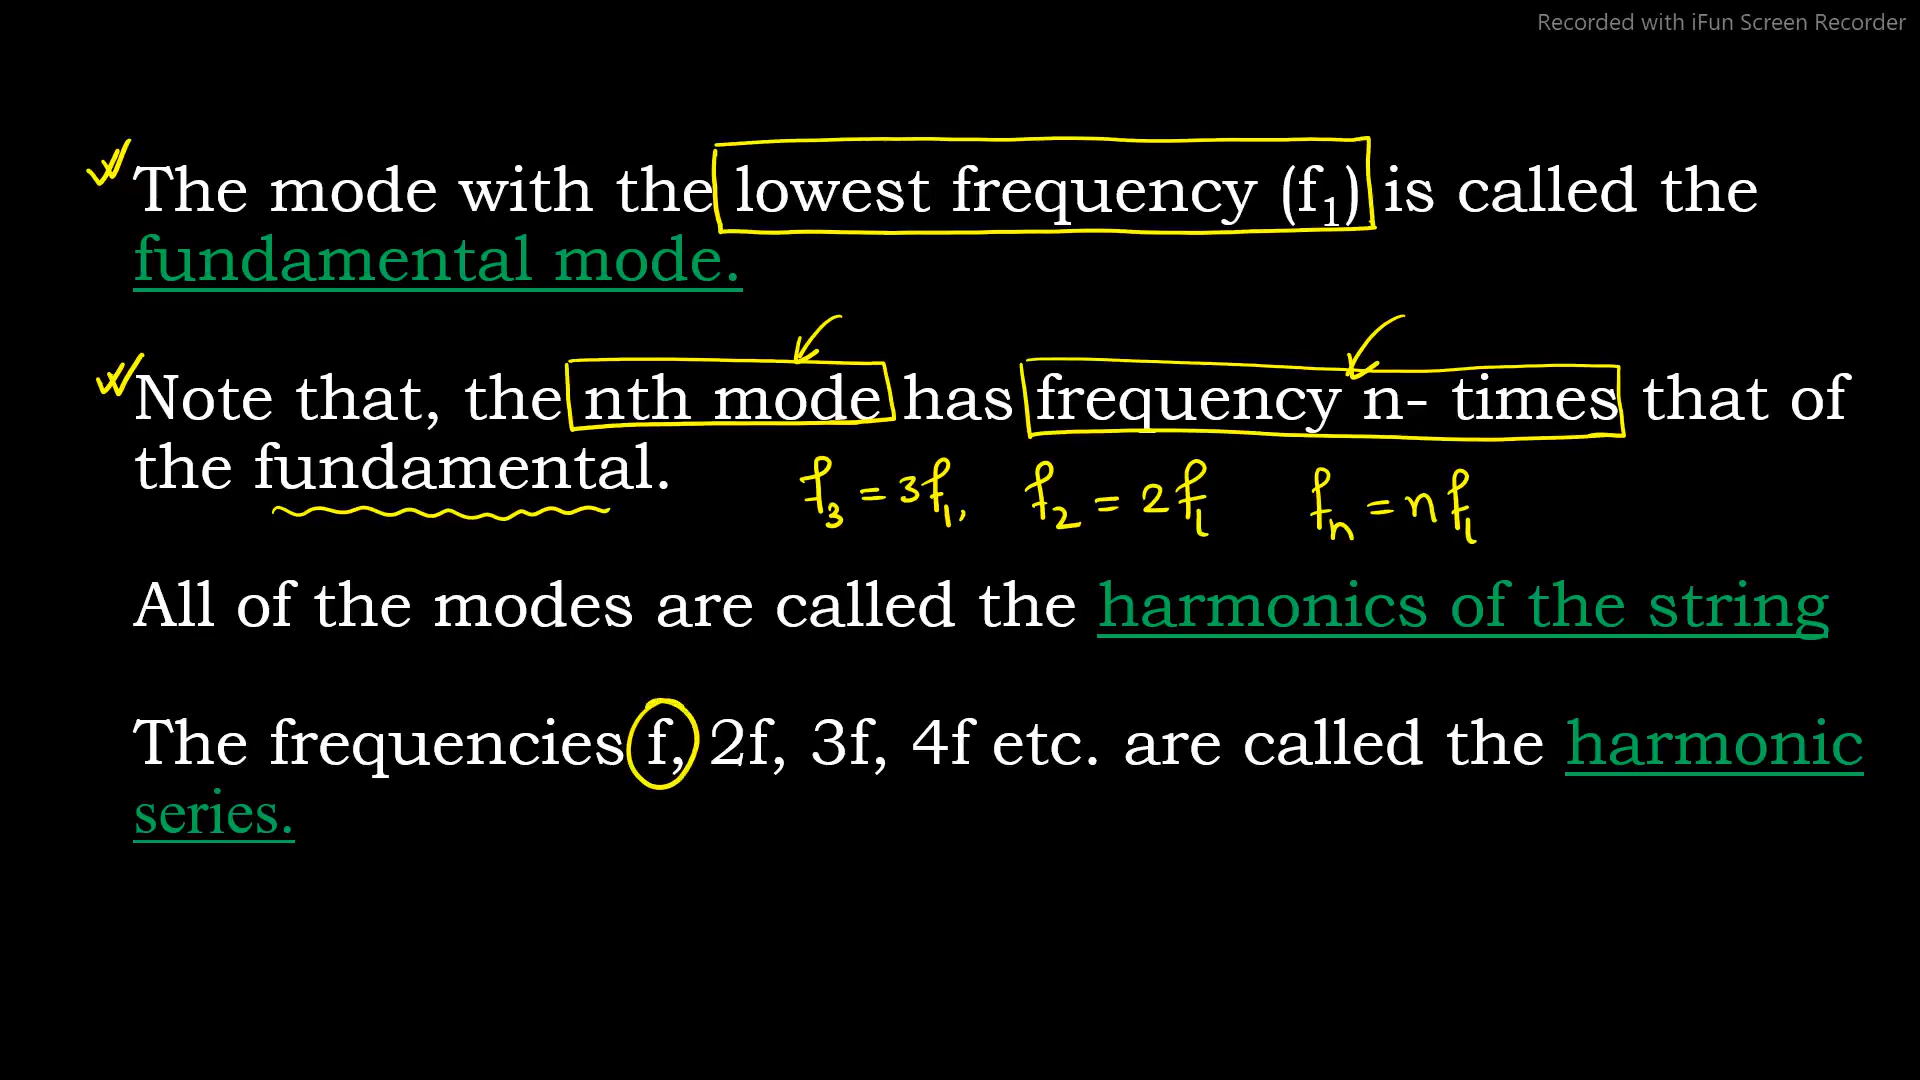 Recorded with iFun Screen Recorder
The mode with the lowest frequency (f₁) is called the
fundamental mode.
Note that, the nth mode has frequency n- times that of
the fundamental.
f₃ = 3f₁, f₂ = 2f₁ fₙ = nf₁
All of the modes are called the harmonics of the string
The frequencies f, 2f, 3f, 4f etc. are called the harmonic
series.